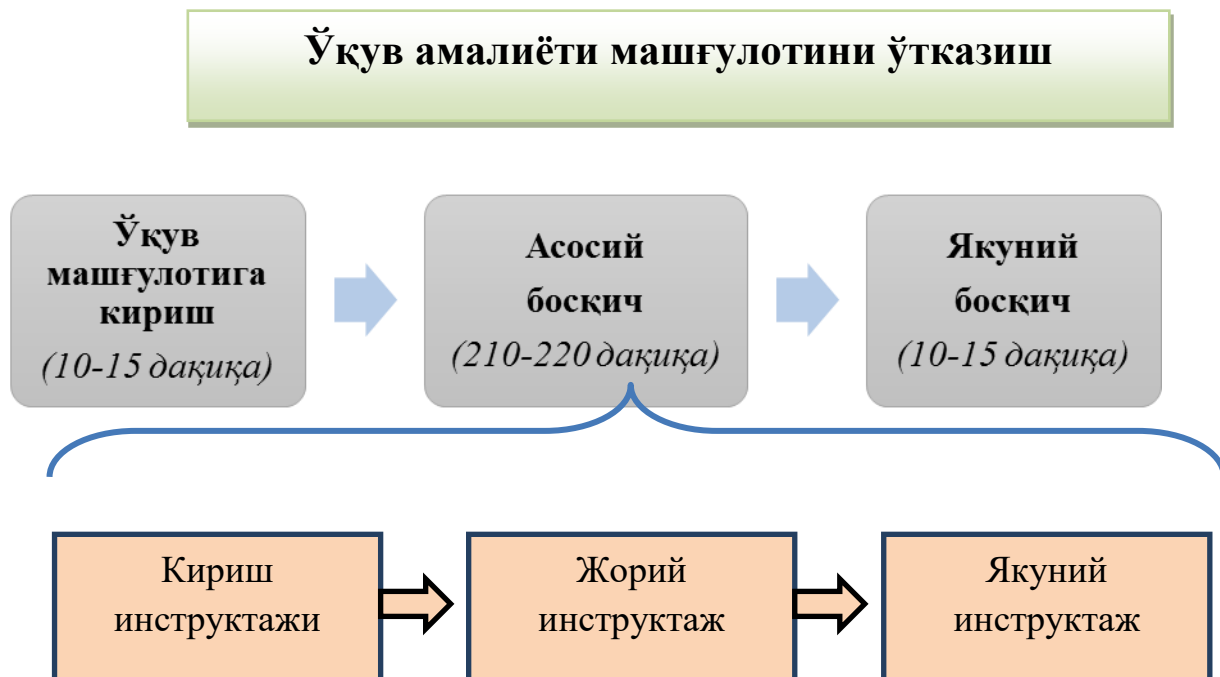 Ўқув амалиёти машғулотини ўтказиш
Ўқув
машғулотига
кириш
(10-15 дақиқа)
Асосий
босқич
(210-220 дақиқа)
Якуний
босқич
(10-15 дақиқа)
Кириш
инструктажи
Жорий
инструктаж
Якуний
инструктаж